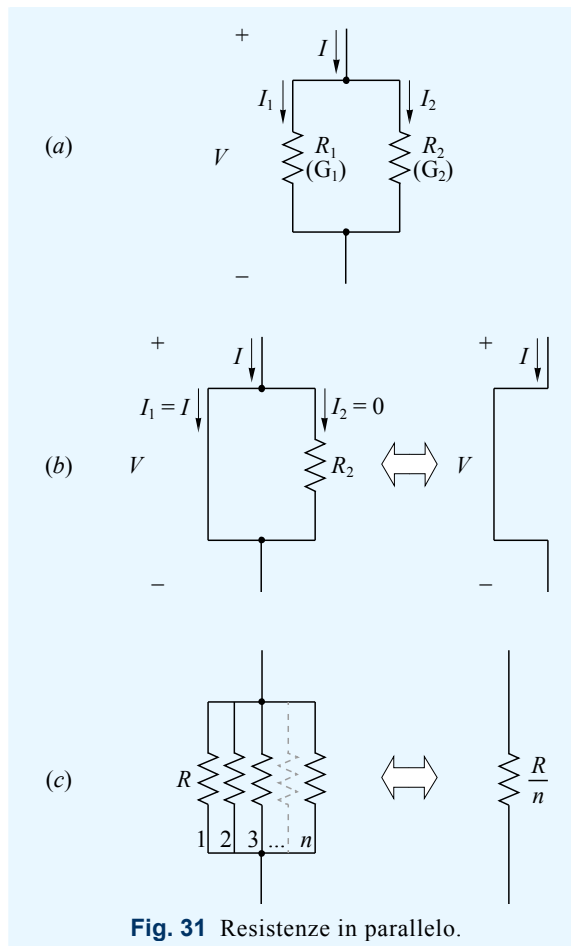 +
I
I₁
I₂
(a)
V
R₁
(G₁)
R₂
(G₂)
–
+
I
I₁ = I
I₂ = 0
(b)
V
R₂
–
+
I
V
–
(c)
R
1 2 3 ... n
R
n
Fig. 31 Resistenze in parallelo.